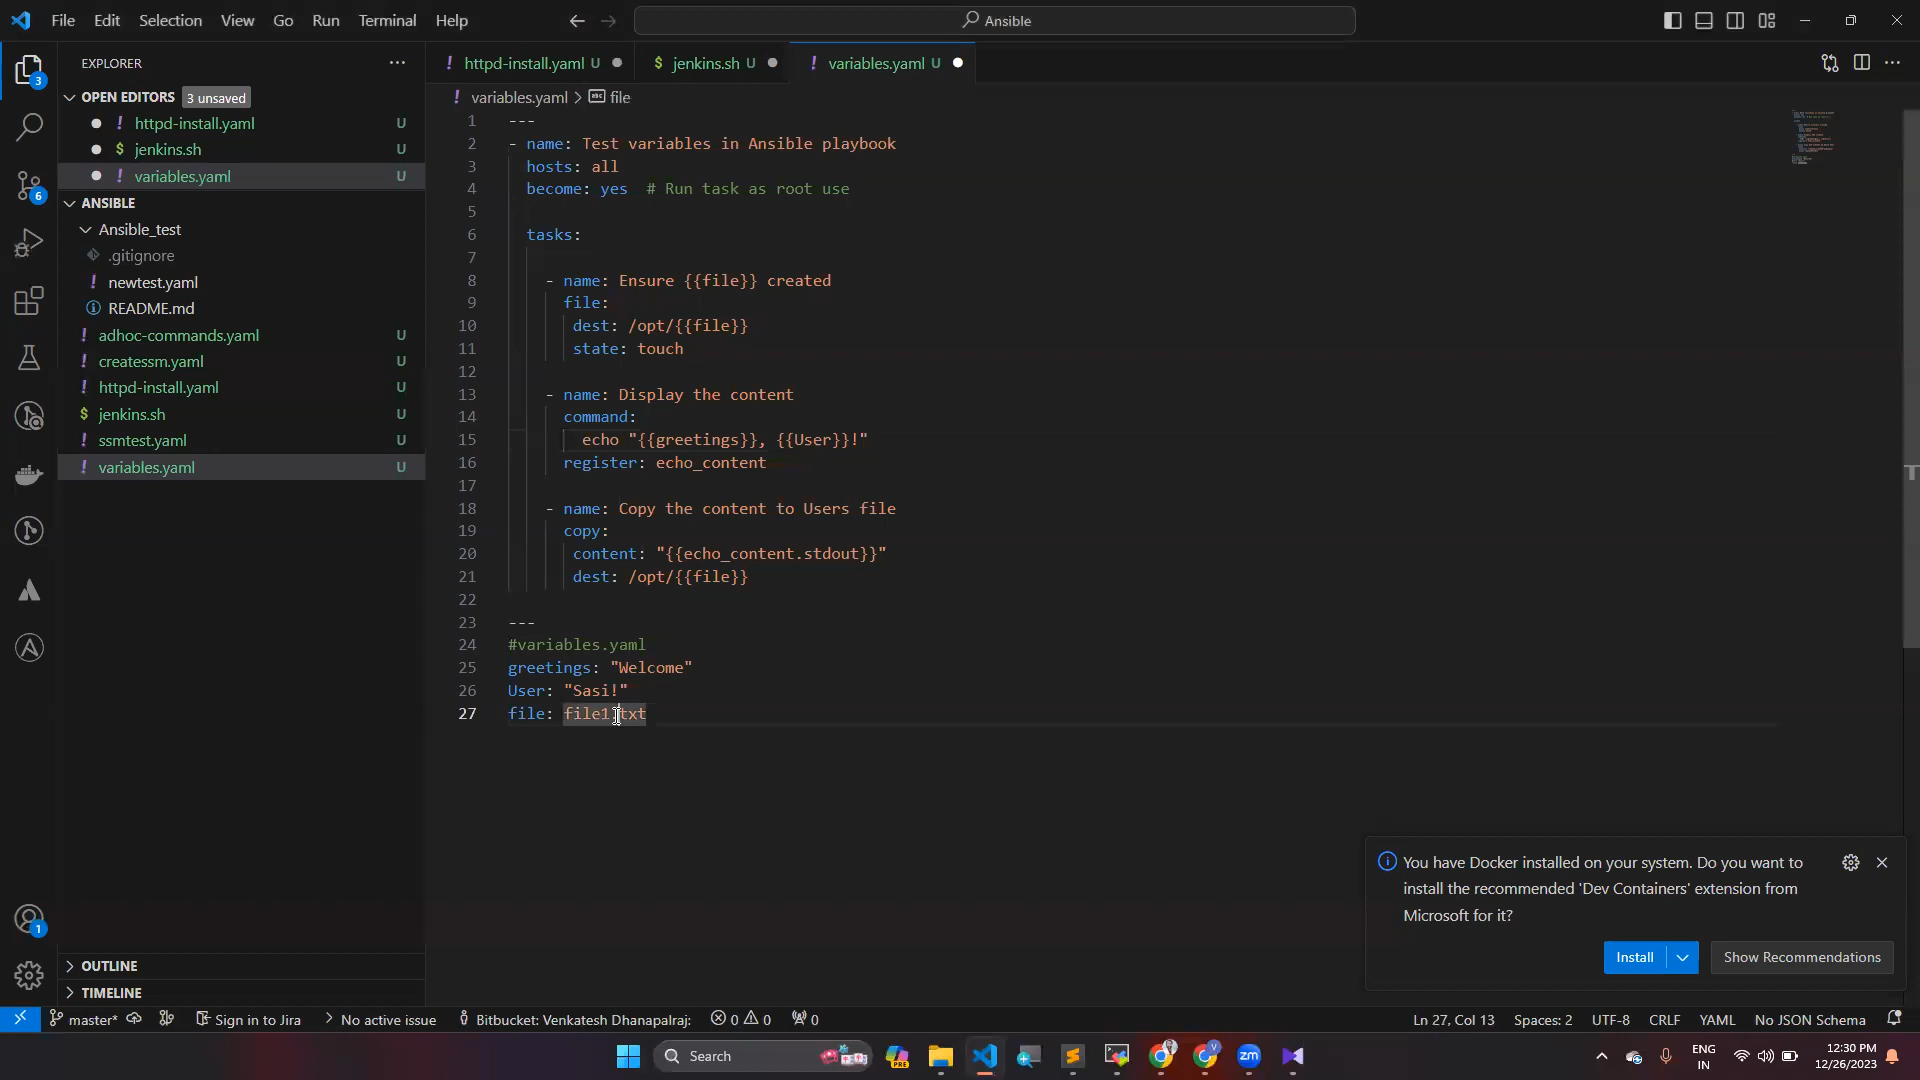 File Edit Selection View Go Run Terminal Help
Ansible
EXPLORER
OPEN EDITORS 3 unsaved
httpd-install.yaml U
jenkins.sh U
variables.yaml U
ANSIBLE
Ansible_test
.gitignore
newtest.yaml
README.md
adhoc-commands.yaml U
createssm.yaml U
httpd-install.yaml U
jenkins.sh U
ssmtest.yaml U
variables.yaml U
OUTLINE
TIMELINE
3
6
1
httpd-install.yaml U
jenkins.sh U
variables.yaml U
variables.yaml > file
1 ---
2 - name: Test variables in Ansible playbook
3 hosts: all
4 become: yes # Run task as root use
5
6 tasks:
7
8 - name: Ensure {{file}} created
9 file:
10 dest: /opt/{{file}}
11 state: touch
12
13 - name: Display the content
14 command:
15 echo "{{greetings}}, {{User}}!"
16 register: echo_content
17
18 - name: Copy the content to Users file
19 copy:
20 content: "{{echo_content.stdout}}"
21 dest: /opt/{{file}}
22
23 ---
24 #variables.yaml
25 greetings: "Welcome"
26 User: "Sasi!"
27 file: file1.txt
You have Docker installed on your system. Do you want to
install the recommended 'Dev Containers' extension from
Microsoft for it?
Install Show Recommendations
master* Sign in to Jira No active issue Bitbucket: Venkatesh Dhanapalraj: 0 0 0 Ln 27, Col 13 Spaces: 2 UTF-8 CRLF YAML No JSON Schema
Search PRE zm V
ENG
IN
12:30 PM
12/26/2023